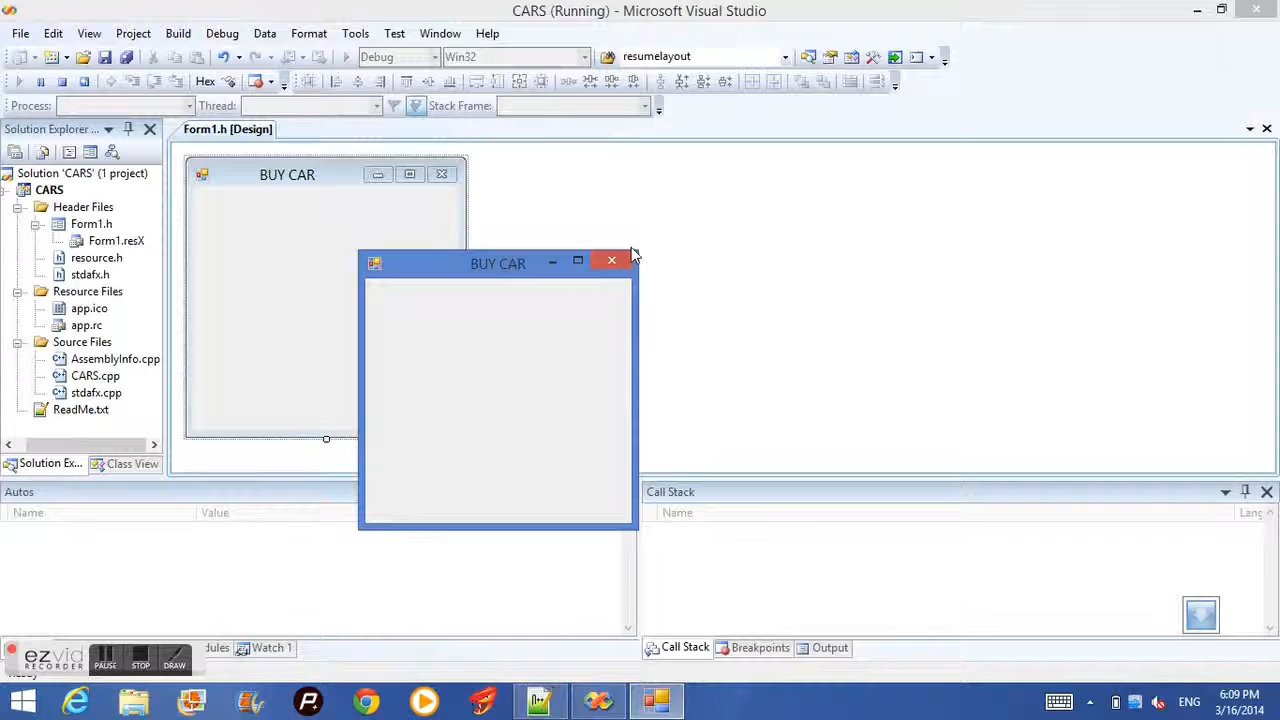 CARS (Running) - Microsoft Visual Studio
File Edit View Project Build Debug Data Format Tools Test Window Help
Debug Win32 resumelayout
Hex
Process: Thread: Stack Frame:
Solution Explorer ...
Form1.h [Design]
Solution 'CARS' (1 project)
CARS
Header Files
Form1.h
Form1.resX
resource.h
stdafx.h
Resource Files
app.ico
app.rc
Source Files
AssemblyInfo.cpp
CARS.cpp
stdafx.cpp
ReadMe.txt
Solution Ex... Class View
BUY CAR
BUY CAR
Autos
Name Value
Call Stack
Name Lang
dules Watch 1
Call Stack Breakpoints Output
ezvid
RECORDER
PAUSE STOP DRAW
ENG
6:09 PM
3/16/2014